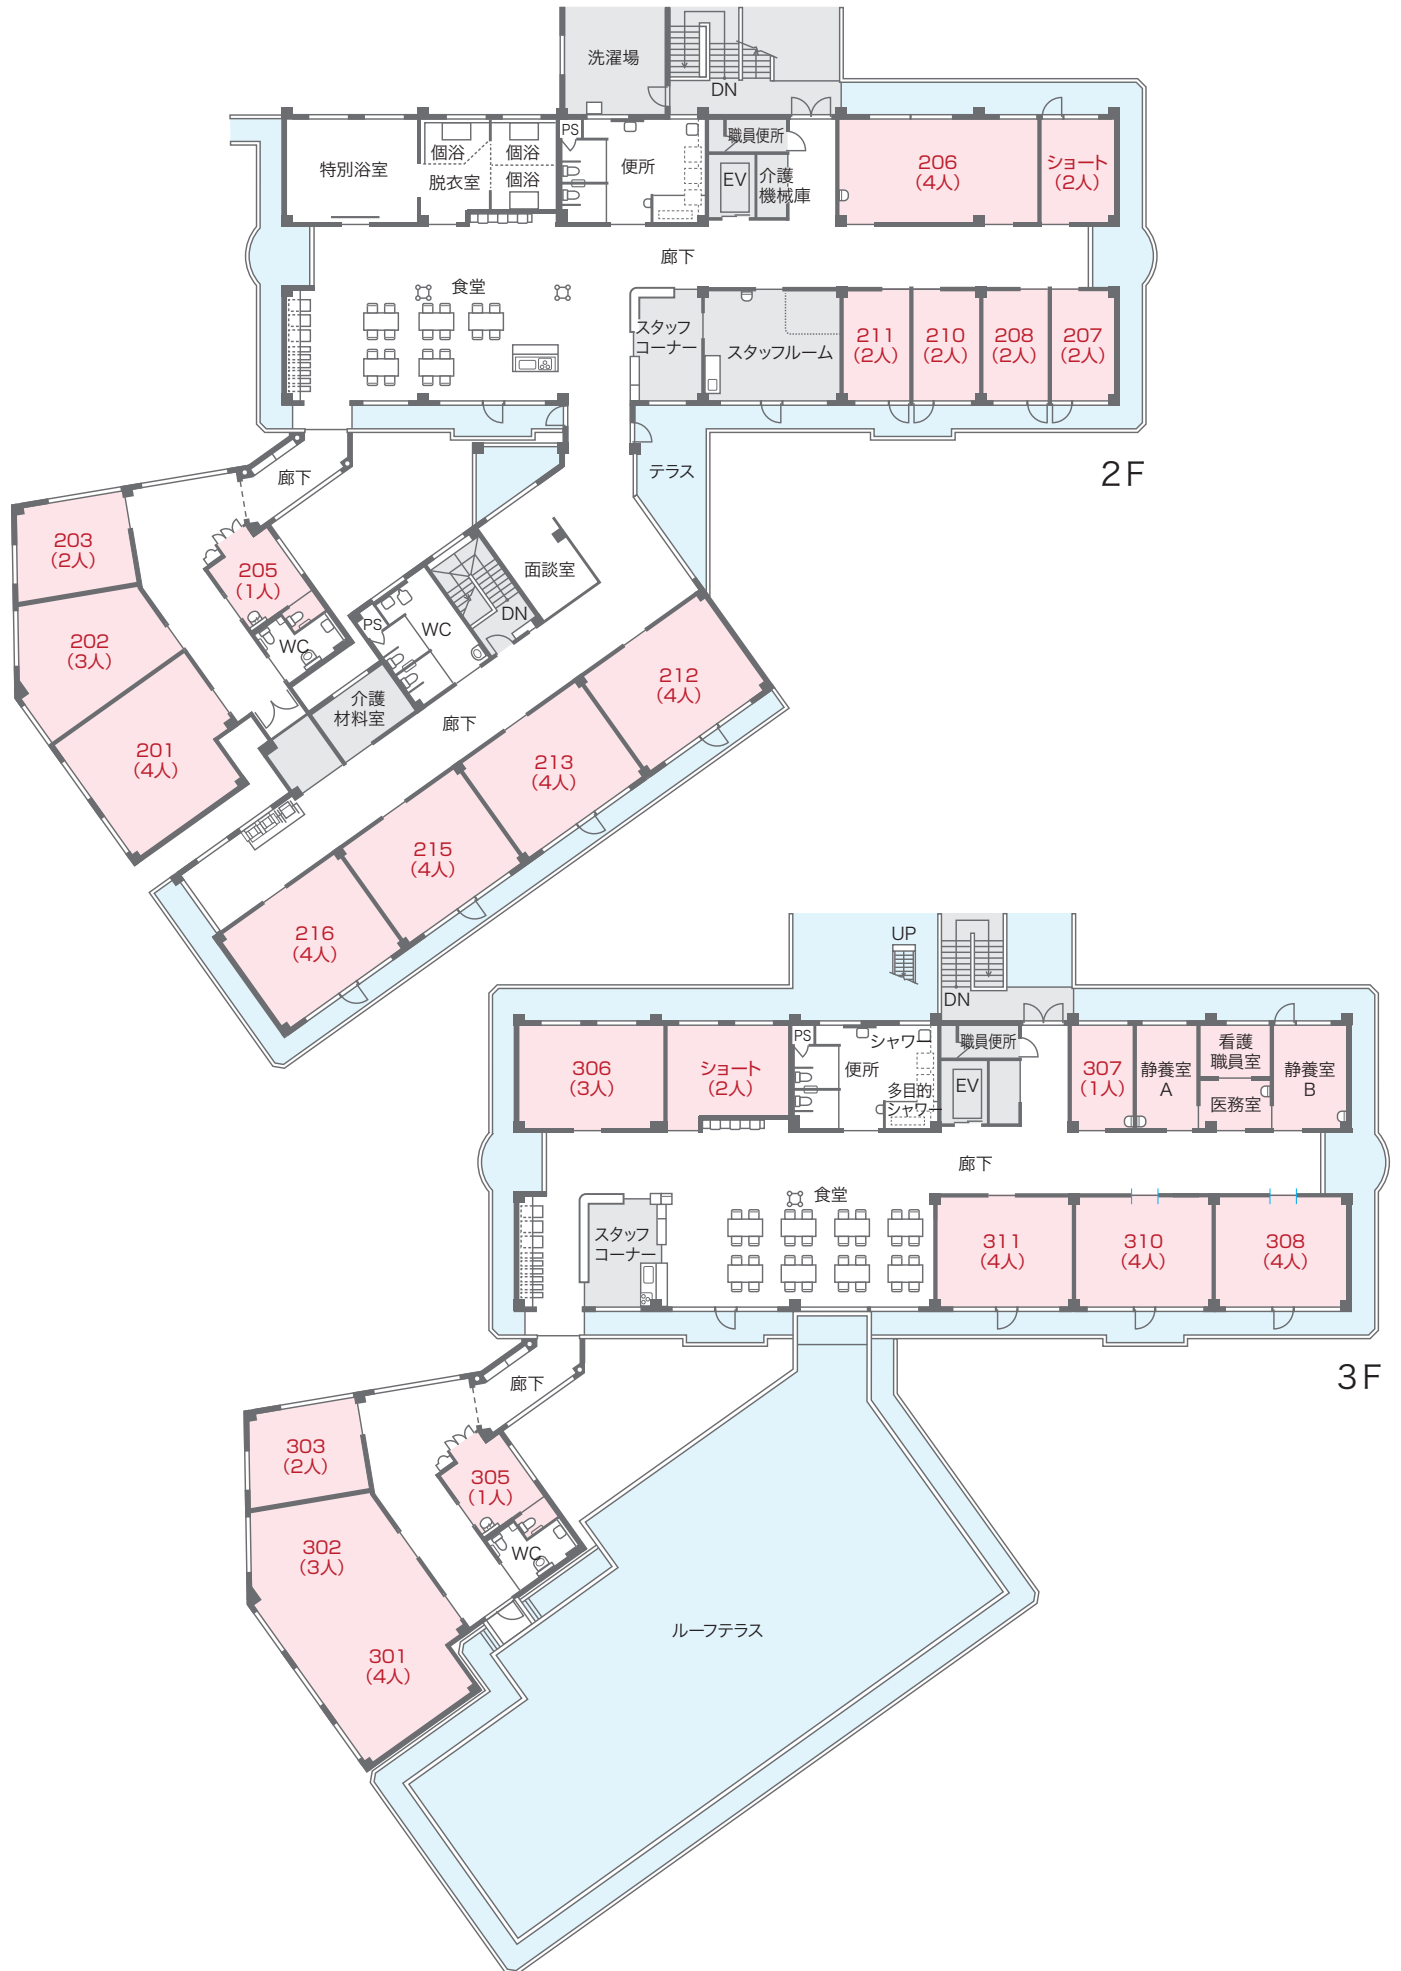 洗濯場
DN
PS
職員便所
個浴
個浴
特別浴室
脱衣室
個浴
便所
EV
介護
機械庫
206
(4人)
ショート
(2人)
廊下
食堂
スタッフ
コーナー
スタッフルーム
211
(2人)
210
(2人)
208
(2人)
207
(2人)
2F
テラス
廊下
203
(2人)
205
(1人)
面談室
DN
PS
WC
WC
202
(3人)
介護
材料室
廊下
212
(4人)
201
(4人)
213
(4人)
215
(4人)
216
(4人)
UP
DN
PS
シャワー
職員便所
306
(3人)
ショート
(2人)
便所
多目的
シャワー
EV
307
(1人)
静養室
A
看護
職員室
医務室
静養室
B
廊下
食堂
スタッフ
コーナー
311
(4人)
310
(4人)
308
(4人)
3F
廊下
303
(2人)
305
(1人)
WC
302
(3人)
301
(4人)
ルーフテラス